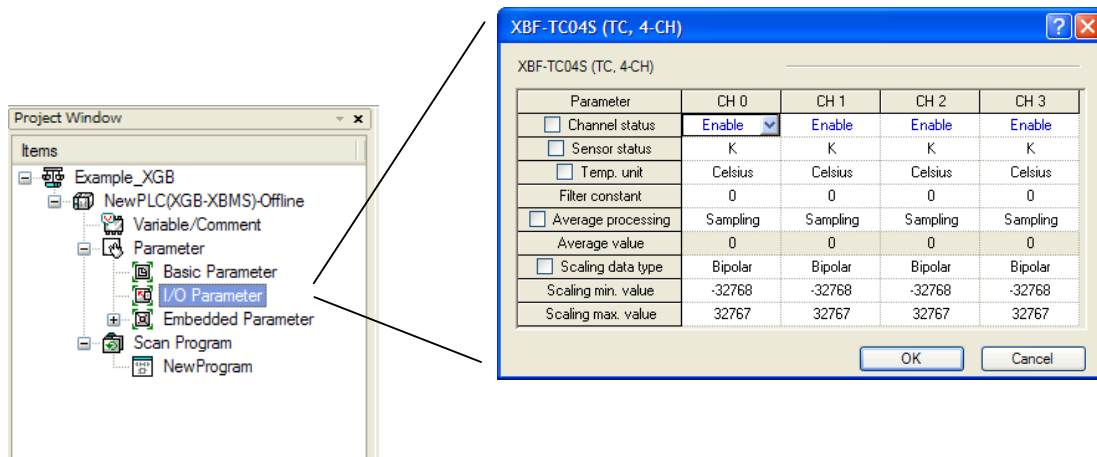 Project Window
Items
Example_XGB
NewPLC(XGB-XBMS)-Offline
Variable/Comment
Parameter
Basic Parameter
I/O Parameter
Embedded Parameter
Scan Program
NewProgram
XBF-TC04S (TC, 4-CH)
XBF-TC04S (TC, 4-CH)
Parameter CH 0 CH 1 CH 2 CH 3
Channel status Enable Enable Enable Enable
Sensor status K K K K
Temp. unit Celsius Celsius Celsius Celsius
Filter constant 0 0 0 0
Average processing Sampling Sampling Sampling Sampling
Average value 0 0 0 0
Scaling data type Bipolar Bipolar Bipolar Bipolar
Scaling min. value -32768 -32768 -32768 -32768
Scaling max. value 32767 32767 32767 32767
OK Cancel